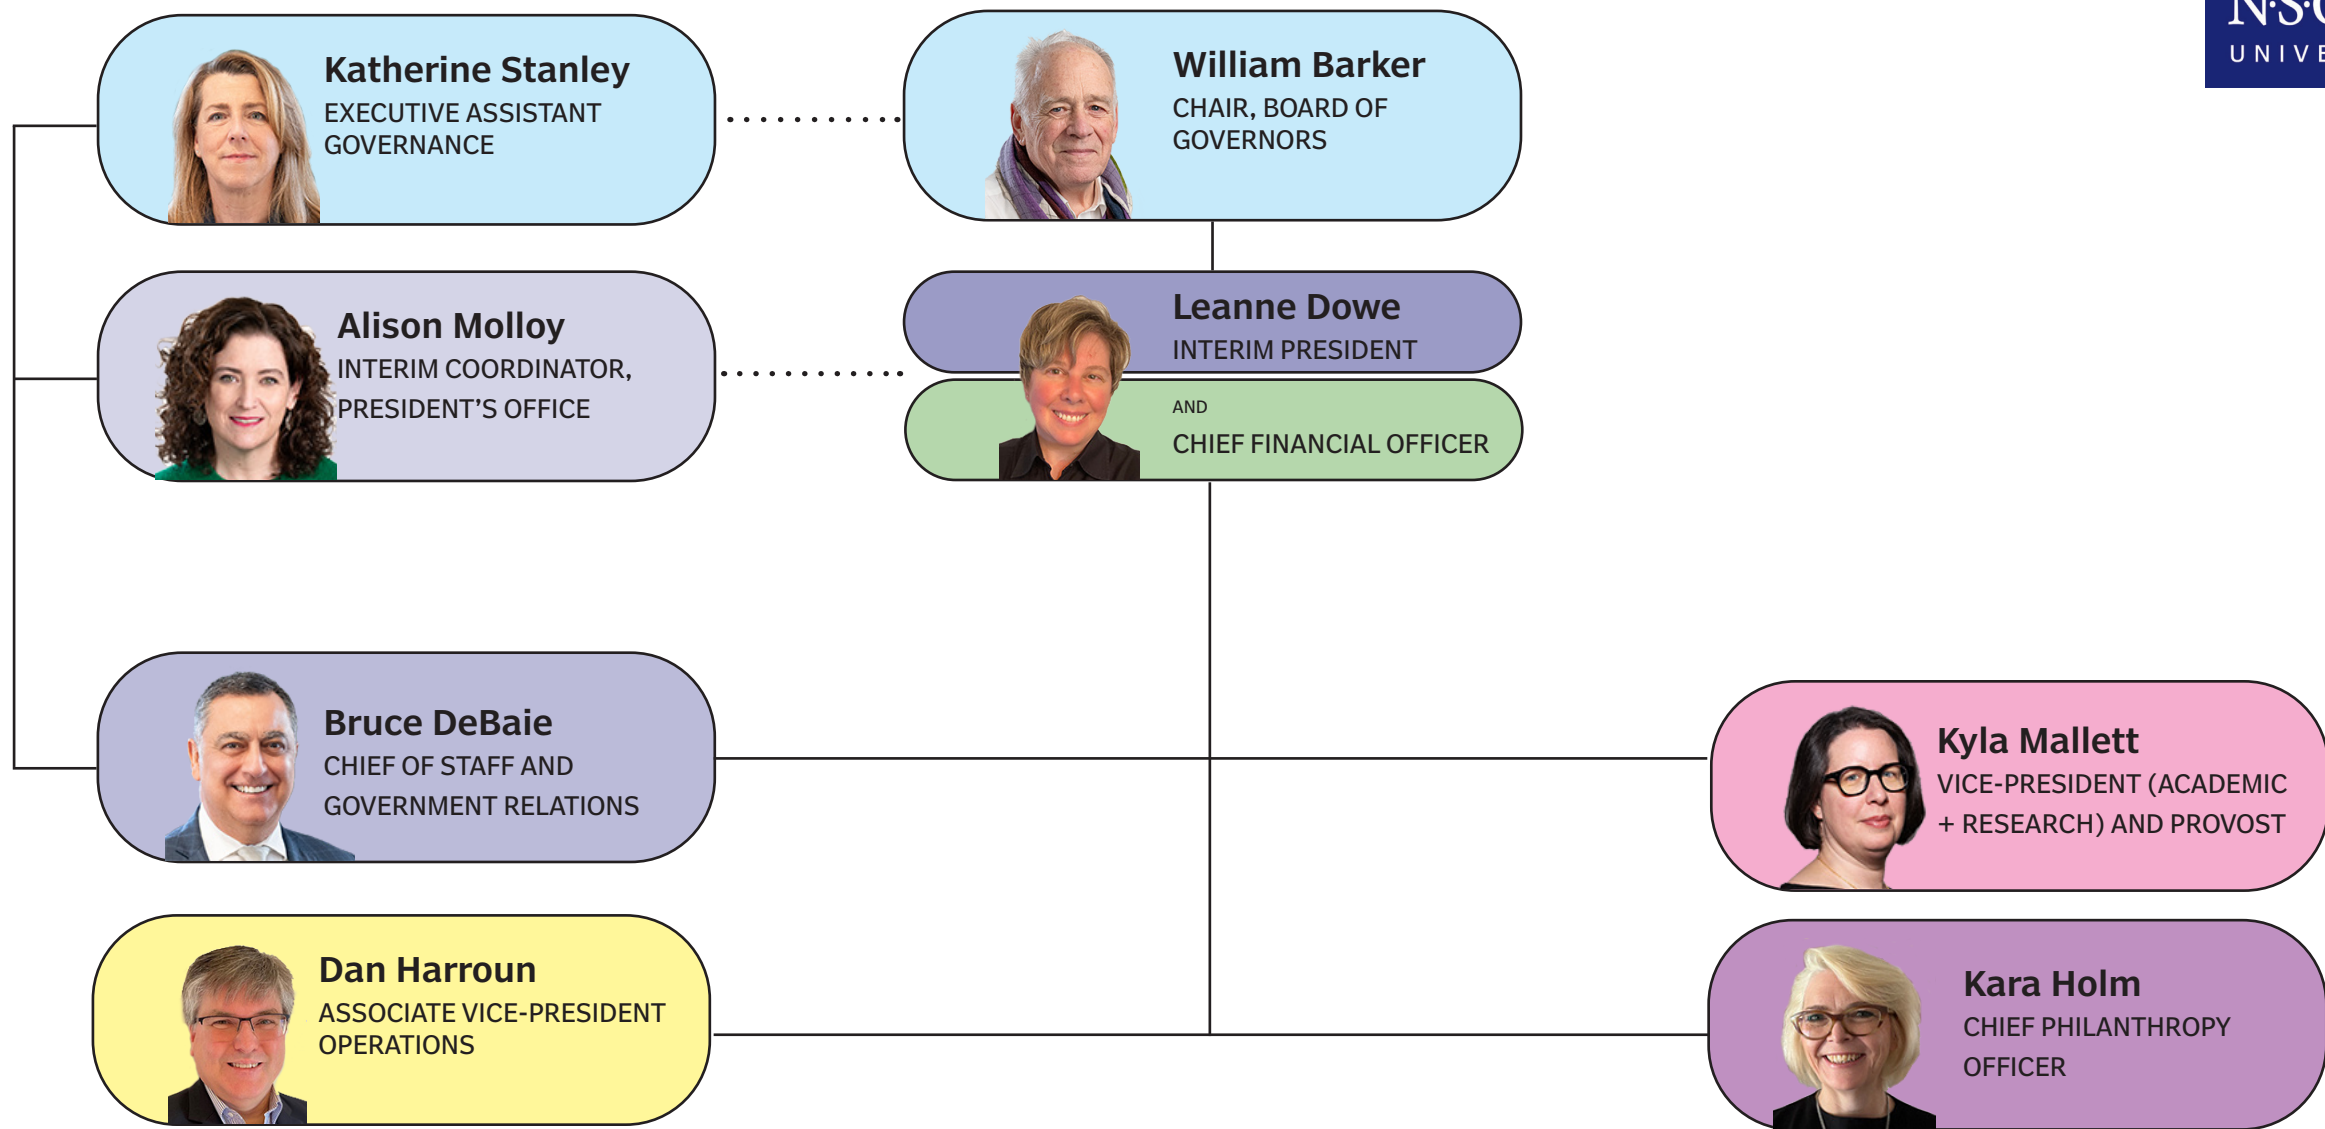 Katherine Stanley
EXECUTIVE ASSISTANT
GOVERNANCE
William Barker
CHAIR, BOARD OF
GOVERNORS
Alison Molloy
INTERIM COORDINATOR,
PRESIDENT’S OFFICE
Leanne Dowe
INTERIM PRESIDENT
AND
CHIEF FINANCIAL OFFICER
Bruce DeBaie
CHIEF OF STAFF AND
GOVERNMENT RELATIONS
Kyla Mallett
VICE-PRESIDENT (ACADEMIC
+ RESEARCH) AND PROVOST
Dan Harroun
ASSOCIATE VICE-PRESIDENT
OPERATIONS
Kara Holm
CHIEF PHILANTHROPY
OFFICER